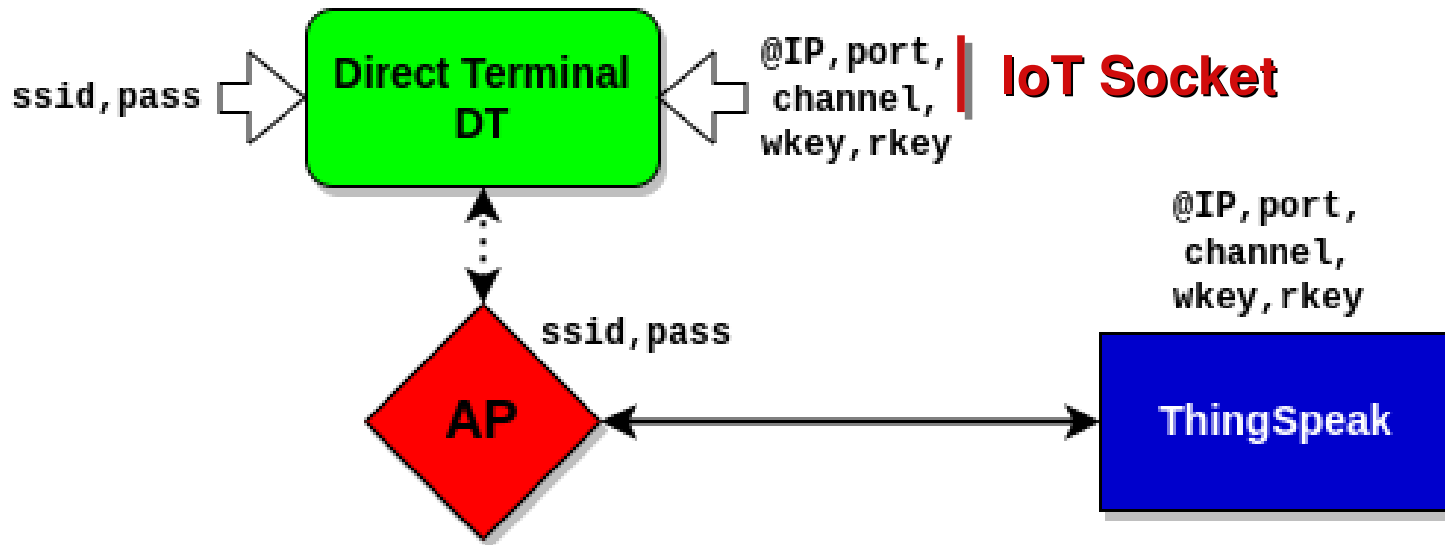 ssid,pass
Direct Terminal
DT
@IP,port,
channel,
wkey,rkey
IoT Socket
@IP,port,
channel,
wkey,rkey
ssid,pass
AP
ThingSpeak